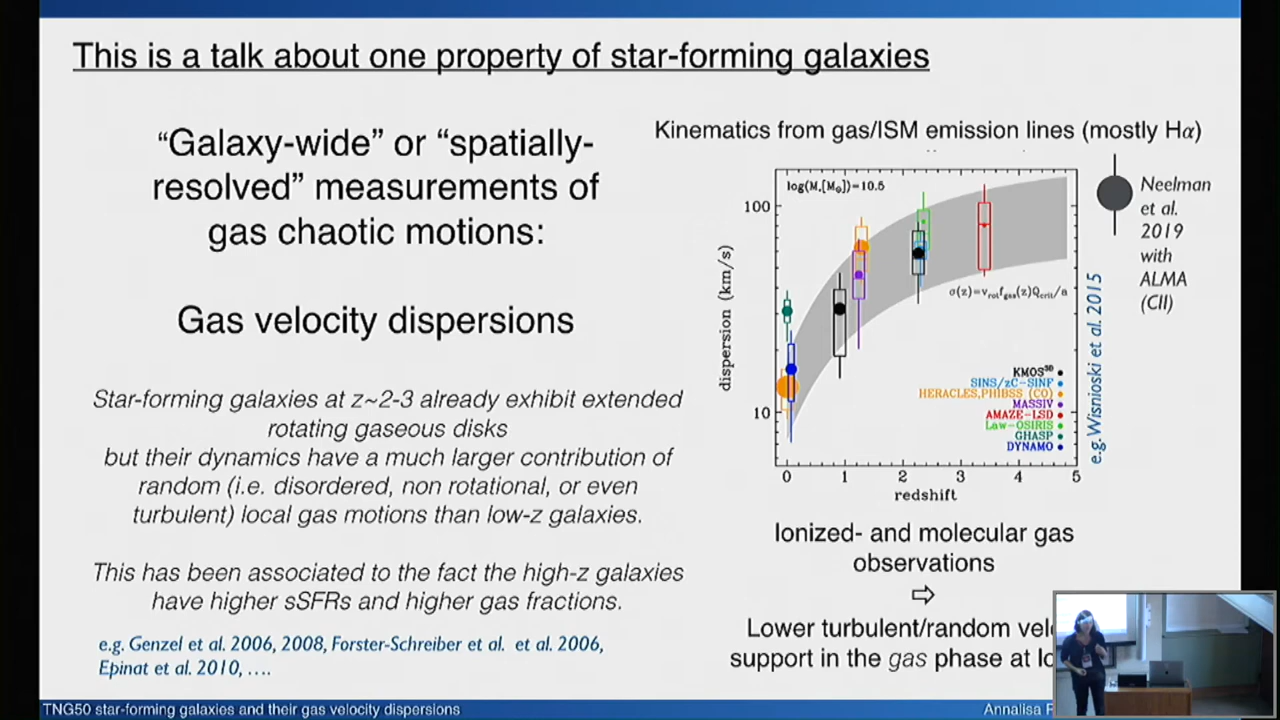 This is a talk about one property of star-forming galaxies
“Galaxy-wide” or “spatially-
resolved” measurements of
gas chaotic motions:
Gas velocity dispersions
Star-forming galaxies at z~2-3 already exhibit extended
rotating gaseous disks
but their dynamics have a much larger contribution of
random (i.e. disordered, non rotational, or even
turbulent) local gas motions than low-z galaxies.
This has been associated to the fact the high-z galaxies
have higher sSFRs and higher gas fractions.
e.g. Genzel et al. 2006, 2008, Forster-Schreiber et al. et al. 2006,
Epinat et al. 2010, ….
Kinematics from gas/ISM emission lines (mostly Hα)
log(M*[M⊙])=10.5
100
10
dispersion (km/s)
σ(z)=v_rot f_gas(z)Q_crit/a
KMOS3D
SINS/zC-SINF
HERACLES,PHIBSS (CO)
MASSIV
AMAZE-LSD
Law-OSIRIS
GHASP
DYNAMO
0 1 2 3 4 5
redshift
e.g. Wisnioski et al. 2015
Neelman
et al.
2019
with
ALMA
(CII)
Ionized- and molecular gas
observations
⇨
Lower turbulent/random
support in the gas phase at
TNG50 star-forming galaxies and their gas velocity dispersions
Annalisa